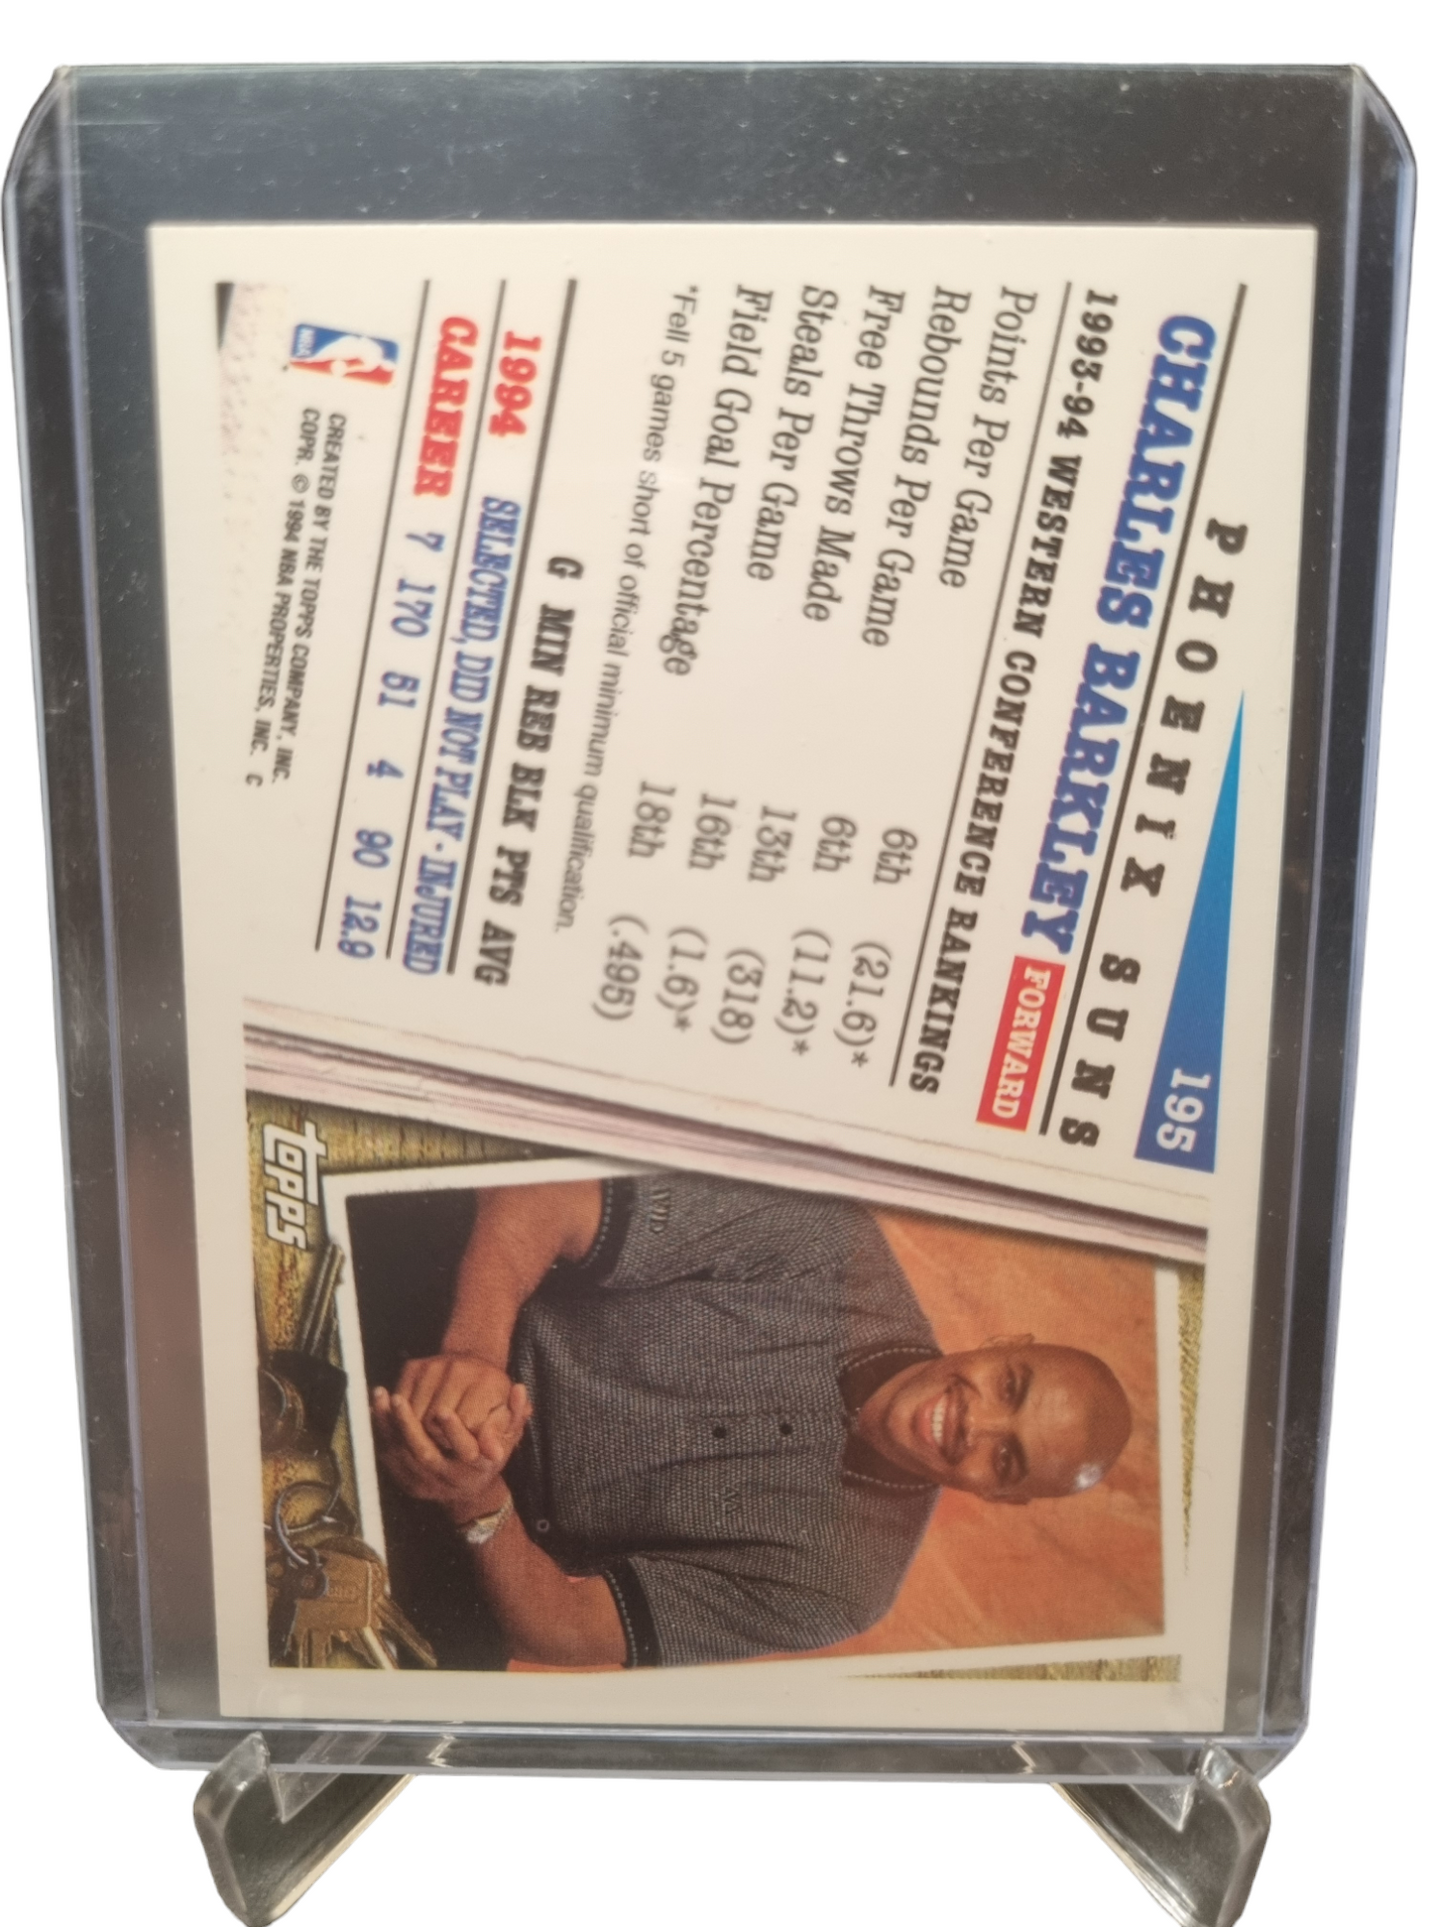 195
PHOENIX SUNS
CHARLES BARKLEY FORWARD
1993-94 WESTERN CONFERENCE RANKINGS
Points Per Game 6th (21.6)*
Rebounds Per Game 6th (11.2)*
Free Throws Made 13th (318)
Steals Per Game 16th (1.6)*
Field Goal Percentage 18th (.495)
*Fell 5 games short of official minimum qualification.
G MIN REB BLK PTS AVG
1994 SELECTED, DID NOT PLAY - INJURED
CAREER 7 170 51 4 90 12.9
NBA
CREATED BY THE TOPPS COMPANY, INC.
COPR. © 1994 NBA PROPERTIES, INC. C
topps